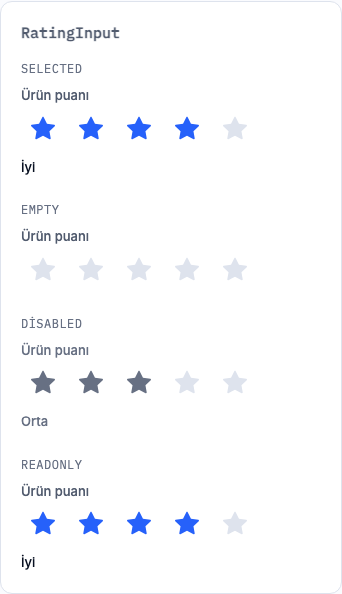 RatingInput
SELECTED
Ürün puanı
İyi
EMPTY
Ürün puanı
DİSABLED
Ürün puanı
Orta
READONLY
Ürün puanı
İyi